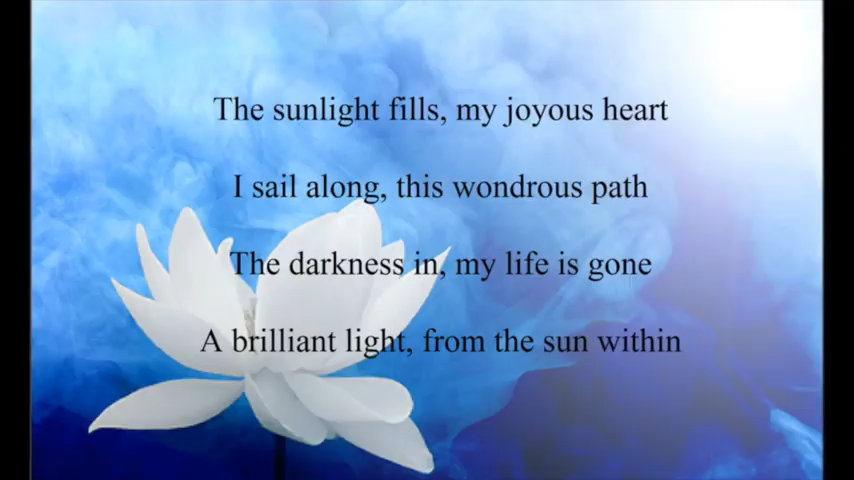 The sunlight fills, my joyous heart
I sail along, this wondrous path
The darkness in, my life is gone
A brilliant light, from the sun within